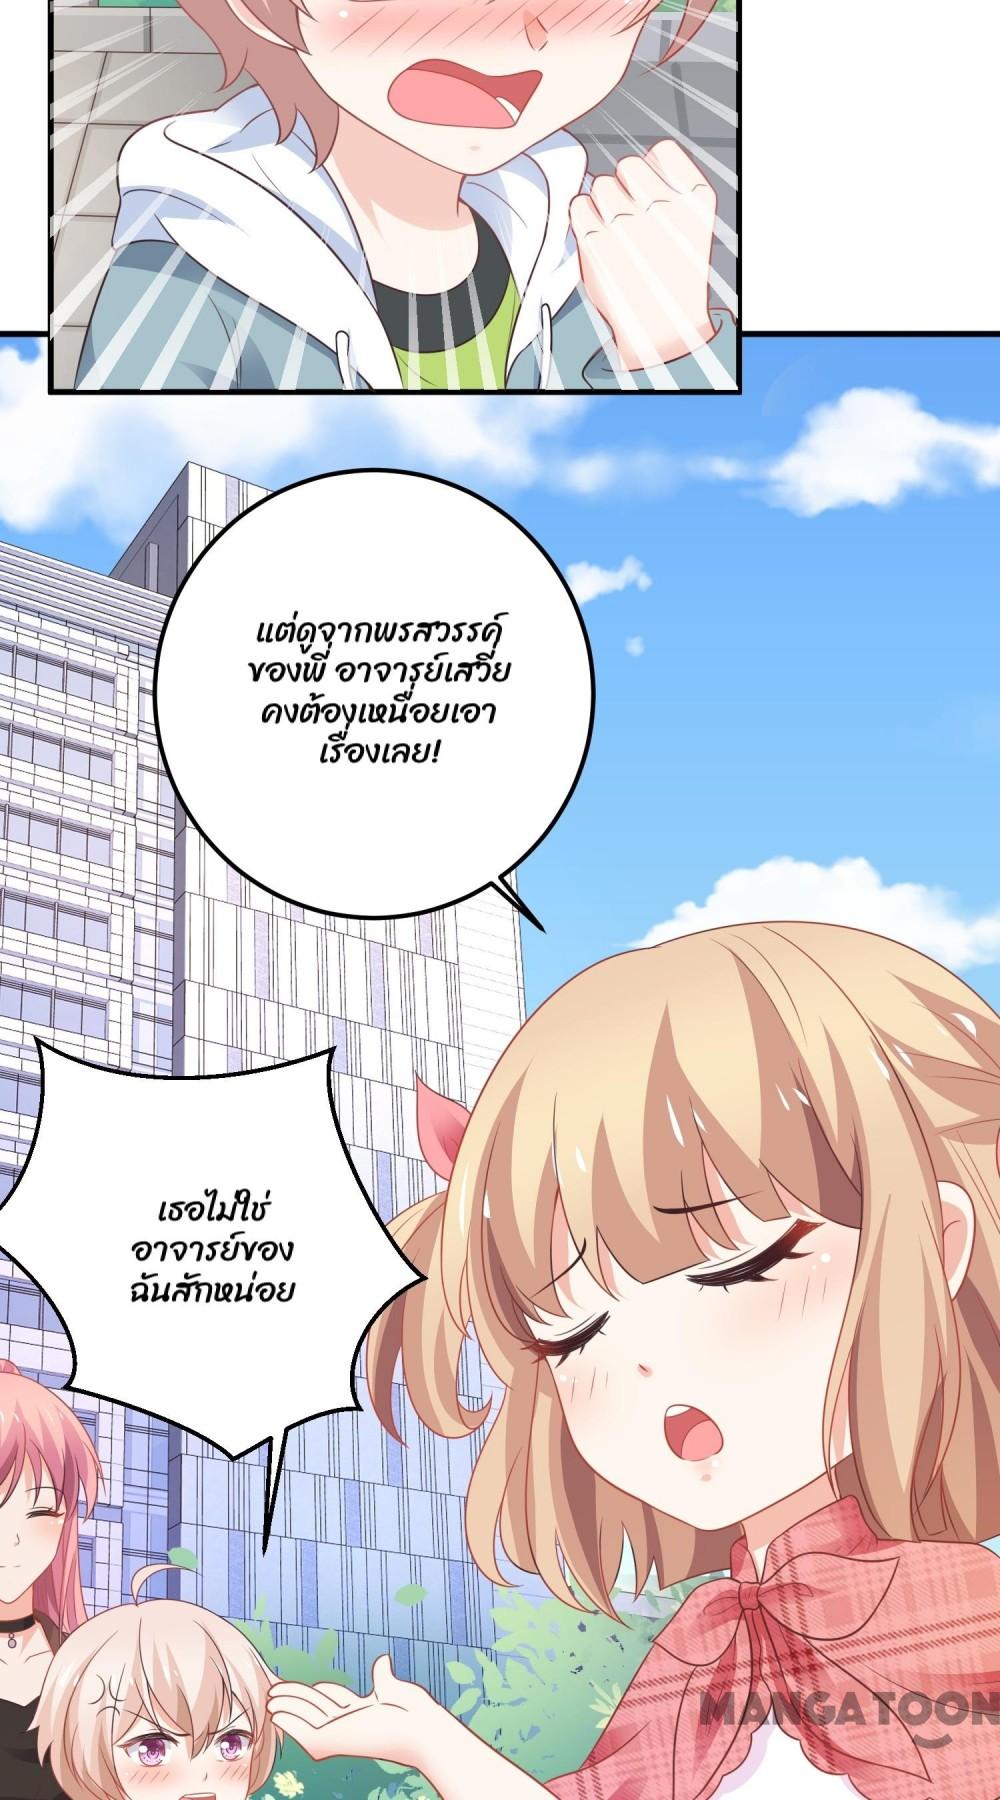 แต่ดูจากพรสวรรค์
ของพี่ อาจารย์เสวี่ย
คงต้องเหนื่อยเอา
เรื่องเลย!
เธอไม่ใช่
อาจารย์ของ
ฉันสักหน่อย
MANGATOON